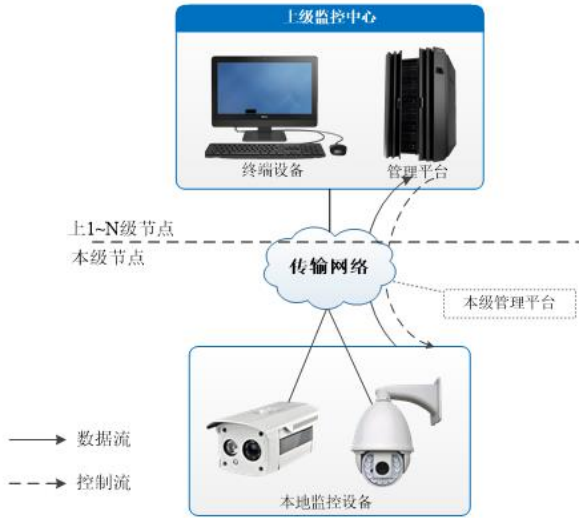 上级监控中心
终端设备
管理平台
上1~N级节点
本级节点
传输网络
本级管理平台
数据流
控制流
本地监控设备